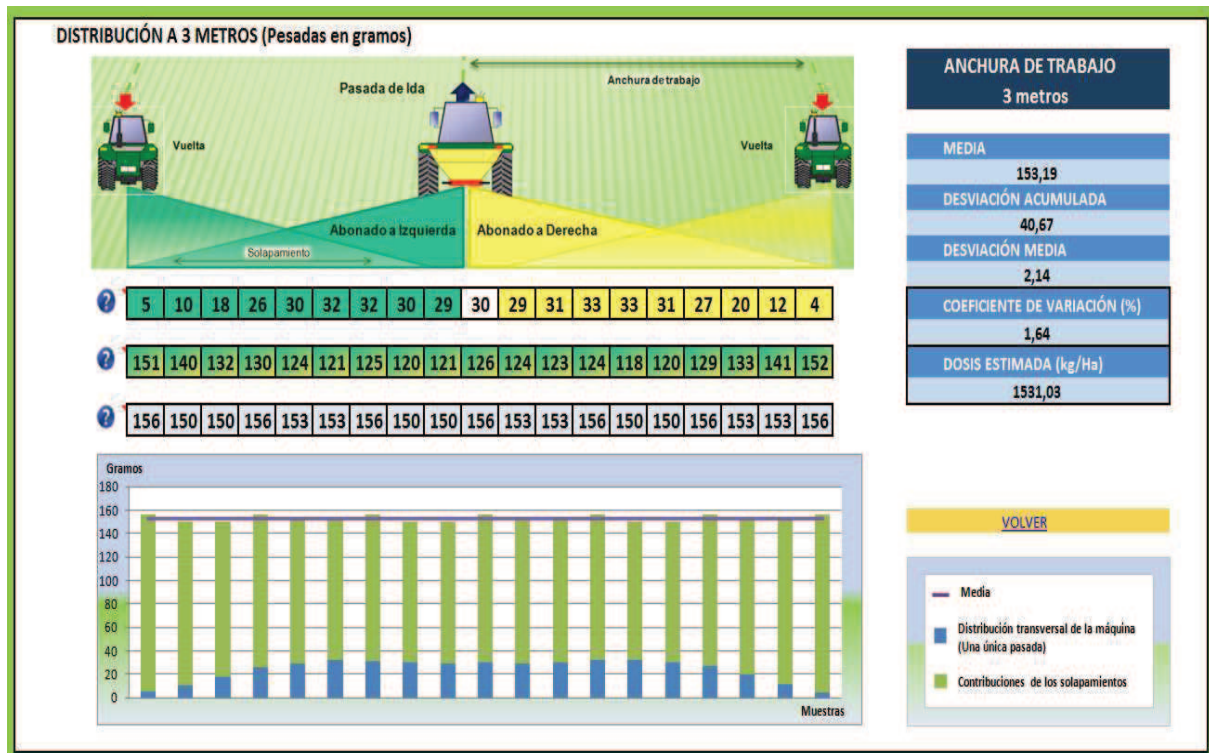 DISTRIBUCIÓN A 3 METROS (Pesadas en gramos)
Pasada de Ida
Anchura de trabajo
Vuelta
Vuelta
Abonado a Izquierda
Abonado a Derecha
Solapamiento
? 5 10 18 26 30 32 32 30 29 30 29 31 33 33 31 27 20 12 4
? 151 140 132 130 124 121 125 120 121 126 124 123 124 118 120 129 133 141 152
? 156 150 150 156 153 153 156 150 150 156 153 153 156 150 150 156 153 153 156
Gramos
180
160
140
120
100
80
60
40
20
0
Muestras
ANCHURA DE TRABAJO
3 metros
MEDIA
153,19
DESVIACIÓN ACUMULADA
40,67
DESVIACIÓN MEDIA
2,14
COEFICIENTE DE VARIACIÓN (%)
1,64
DOSIS ESTIMADA (kg/Ha)
1531,03
VOLVER
Media
Distribución transversal de la máquina
(Una única pasada)
Contribuciones de los solapamientos